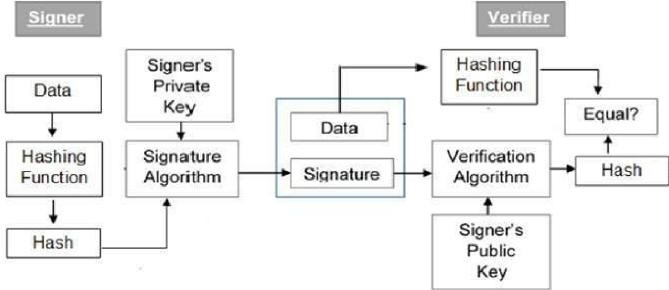 Signer
Verifier
Data
Hashing
Function
Hash
Signer's
Private
Key
Signature
Algorithm
Data
Signature
Hashing
Function
Verification
Algorithm
Signer's
Public
Key
Equal?
Hash